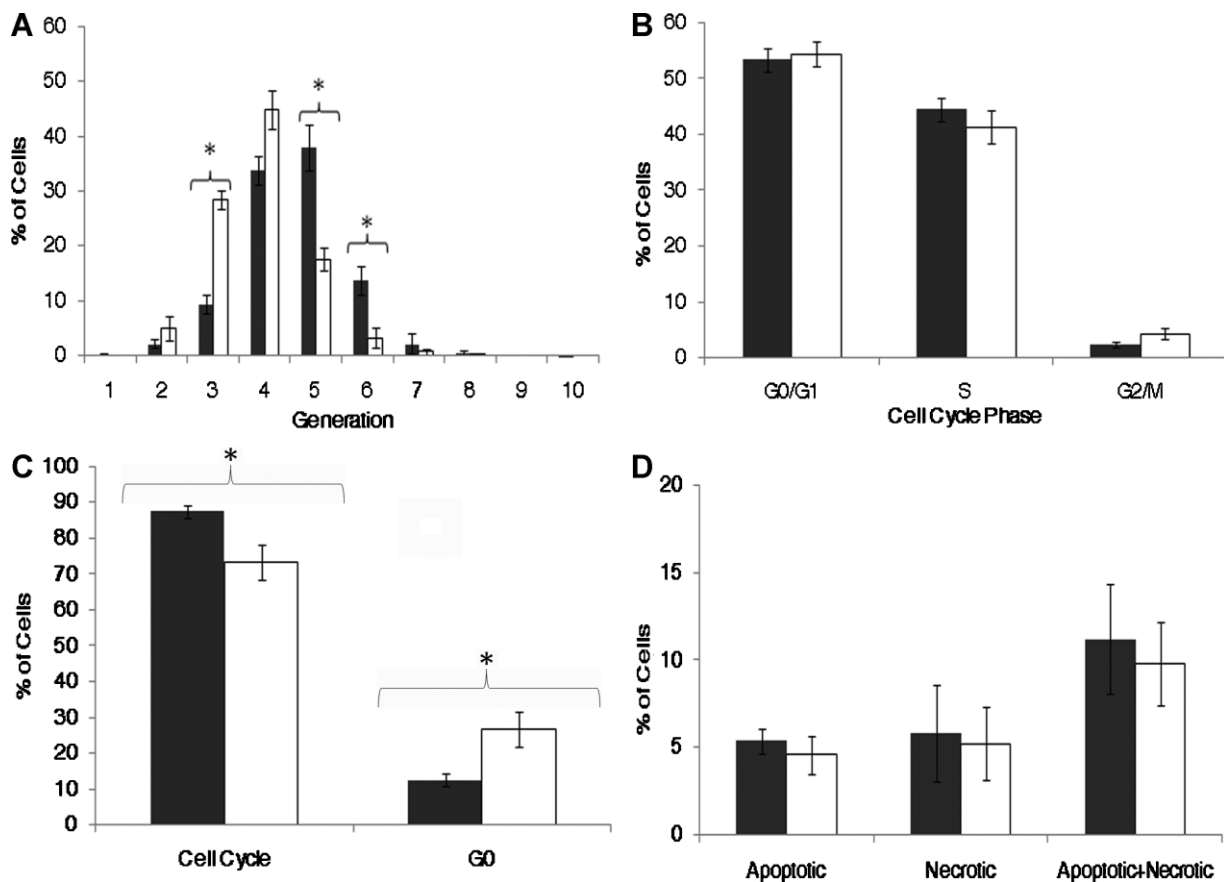 A
60
50
40
30
20
10
0
% of Cells
*
*
*
1 2 3 4 5 6 7 8 9 10
Generation
B
60
50
40
30
20
10
0
% of Cells
G0/G1 S G2/M
Cell Cycle Phase
C
100
90
80
70
60
50
40
30
20
10
0
% of Cells
*
*
Cell Cycle G0
D
20
15
10
5
0
% of Cells
Apoptotic Necrotic Apoptotic+Necrotic